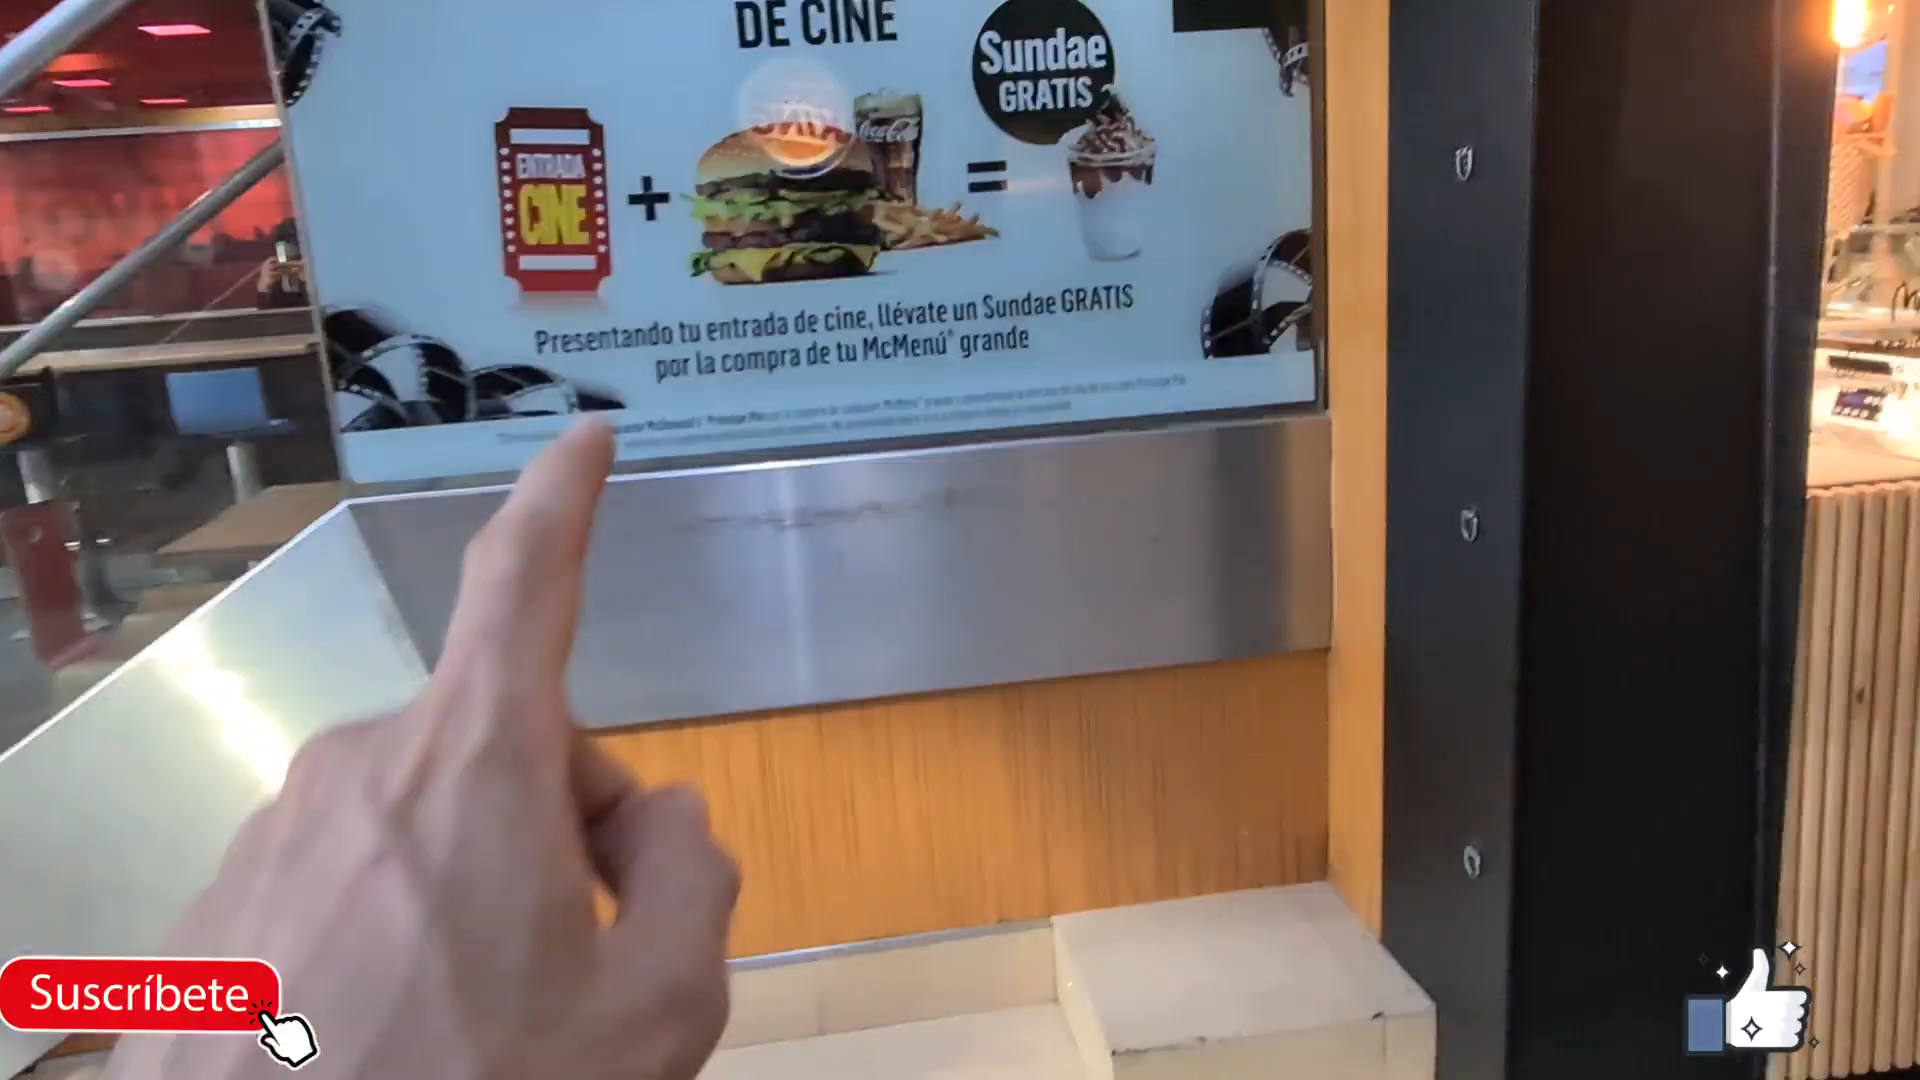 DE CINE
Sundae
GRATIS
ENTRADA
CINE
+
Coca-Cola
=
Presentando tu entrada de cine, llévate un Sundae GRATIS
por la compra de tu McMenú® grande
Suscríbete